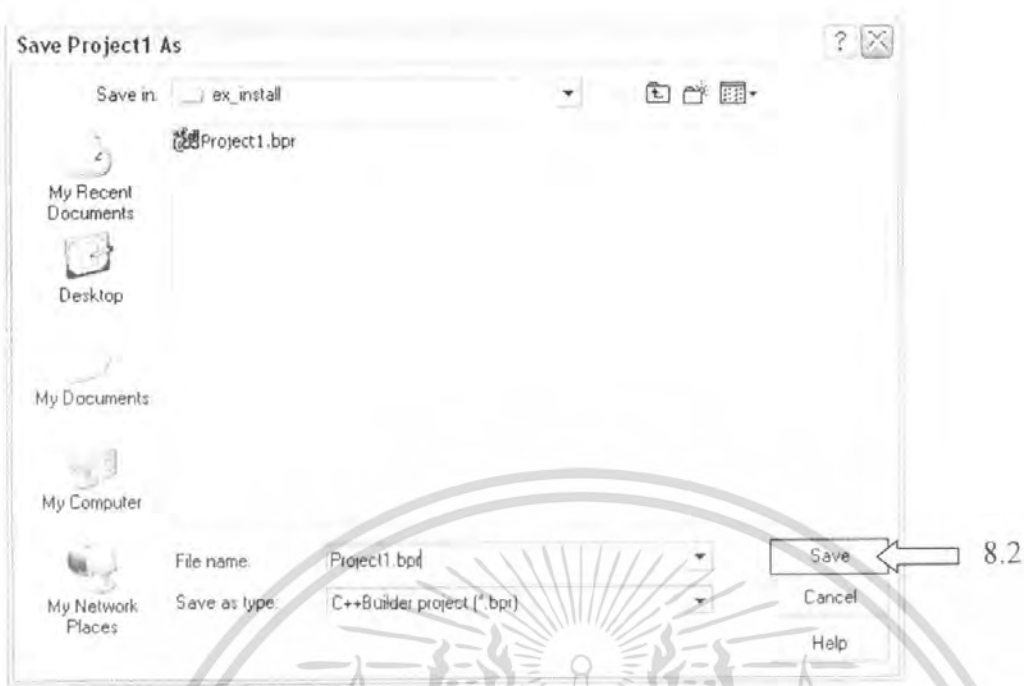 Save Project1 As
Save in: ex_install
Project1.bpr
My Recent
Documents
Desktop
My Documents
My Computer
My Network
Places
File name: Project1.bpr
Save as type: C++Builder project (*.bpr)
Save
Cancel
Help
8.2